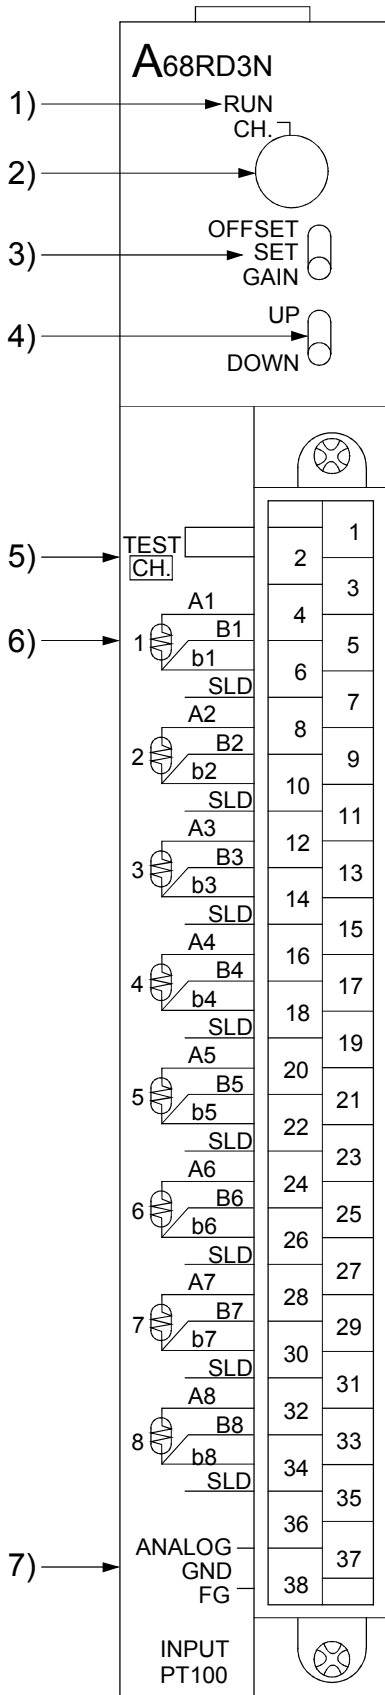 A68RD3N
1)
RUN
CH.
2)
OFFSET
3)
SET
GAIN
UP
4)
DOWN
1
TEST
5)
2
CH.
3
A1
4
6)
1
B1
5
b1
6
SLD
7
A2
8
2
B2
9
b2
10
SLD
11
A3
12
3
B3
13
b3
14
SLD
15
A4
16
4
B4
17
b4
18
SLD
19
A5
20
5
B5
21
b5
22
SLD
23
A6
24
6
B6
25
b6
26
SLD
27
A7
28
7
B7
29
b7
30
SLD
31
A8
32
8
B8
33
b8
34
SLD
35
36
ANALOG
37
7)
GND
38
FG
INPUT
PT100